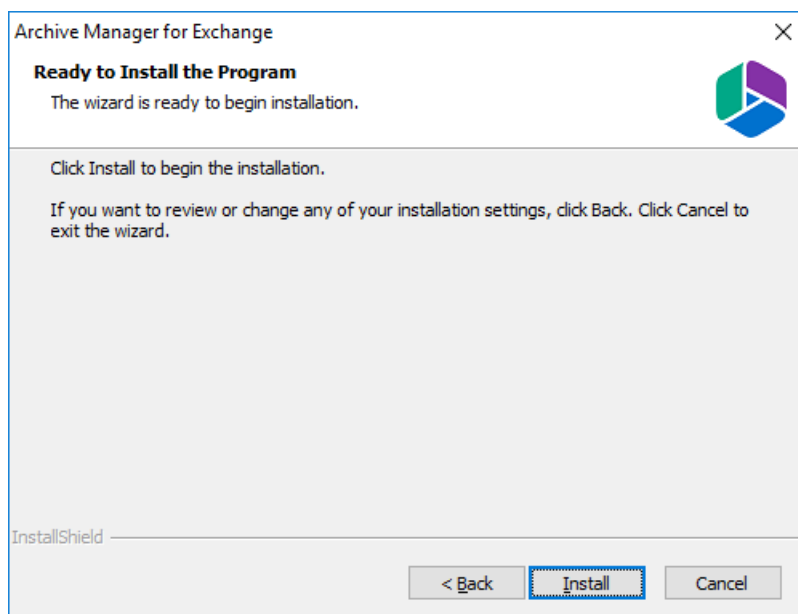 Archive Manager for Exchange
Ready to Install the Program
The wizard is ready to begin installation.
Click Install to begin the installation.
If you want to review or change any of your installation settings, click Back. Click Cancel to
exit the wizard.
InstallShield
< Back Install Cancel